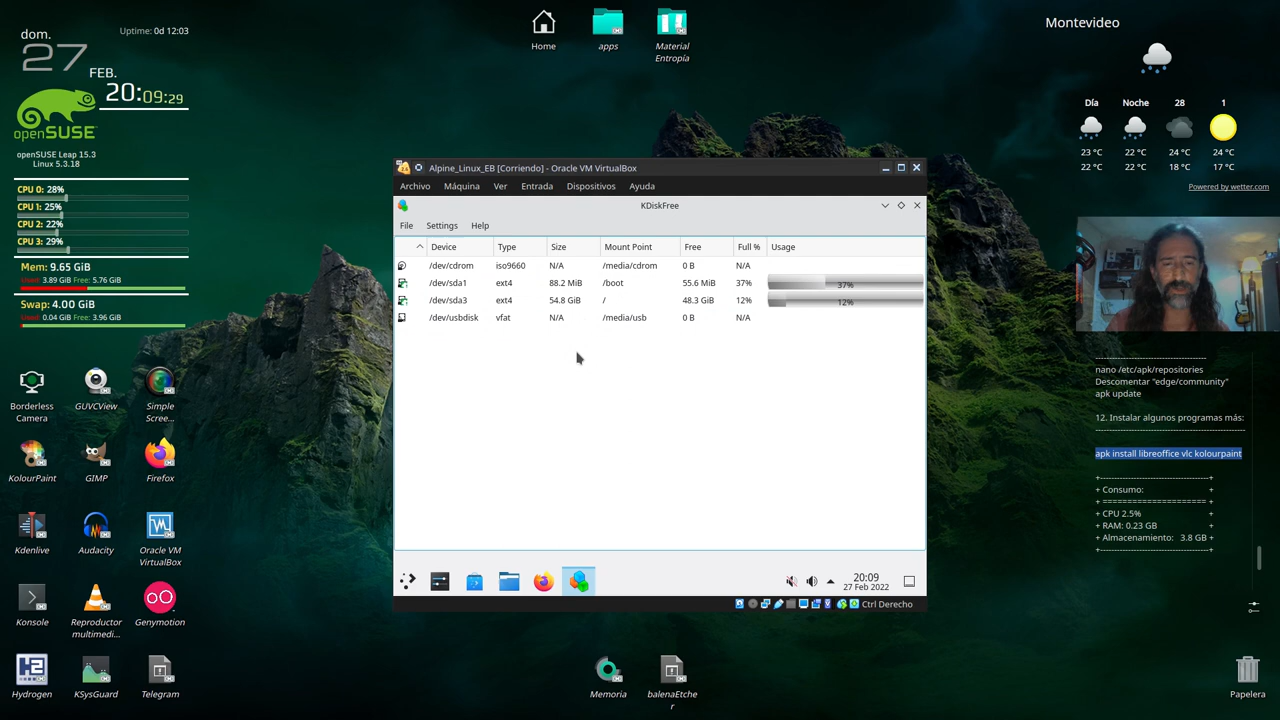 dom.
27
FEB.
20:09:29
Uptime: 0d 12:03
openSUSE
openSUSE Leap 15.3
Linux 5.3.18
CPU 0: 28%
CPU 1: 25%
CPU 2: 22%
CPU 3: 29%
Mem: 9.65 GiB
Used: 3.89 GiB Free: 5.76 GiB
Swap: 4.00 GiB
Used: 0.04 GiB Free: 3.96 GiB
Borderless Camera
GUVCView
Simple Scree...
KolourPaint
GIMP
Firefox
Kdenlive
Audacity
Oracle VM VirtualBox
Konsole
Reproductor multimedi...
Genymotion
Hydrogen
KSysGuard
Telegram
Home
apps
Material Entropía
Alpine_Linux_EB [Corriendo] - Oracle VM VirtualBox
Archivo Máquina Ver Entrada Dispositivos Ayuda
KDiskFree
File Settings Help
Device Type Size Mount Point Free Full % Usage
/dev/cdrom iso9660 N/A /media/cdrom 0 B N/A
/dev/sda1 ext4 88.2 MiB /boot 55.6 MiB 37% 37%
/dev/sda3 ext4 54.8 GiB / 48.3 GiB 12% 12%
/dev/usbdisk vfat N/A /media/usb 0 B N/A
20:09
27 Feb 2022
Ctrl Derecho
Memoria
balenaEtcher
Montevideo
Día Noche 28 1
23 °C 22 °C 24 °C 24 °C
22 °C 22 °C 18 °C 17 °C
Powered by wetter.com
----------------------------------
nano /etc/apk/repositories
Descomentar "edge/community"
apk update
12. Instalar algunos programas más:
----------------------------------------------
apk install libreoffice vlc kolourpaint
+----------------------------------+
+ Consumo: +
+ ===================== +
+ CPU 2.5% +
+ RAM: 0.23 GB +
+ Almacenamiento: 3.8 GB +
+----------------------------------+
Papelera